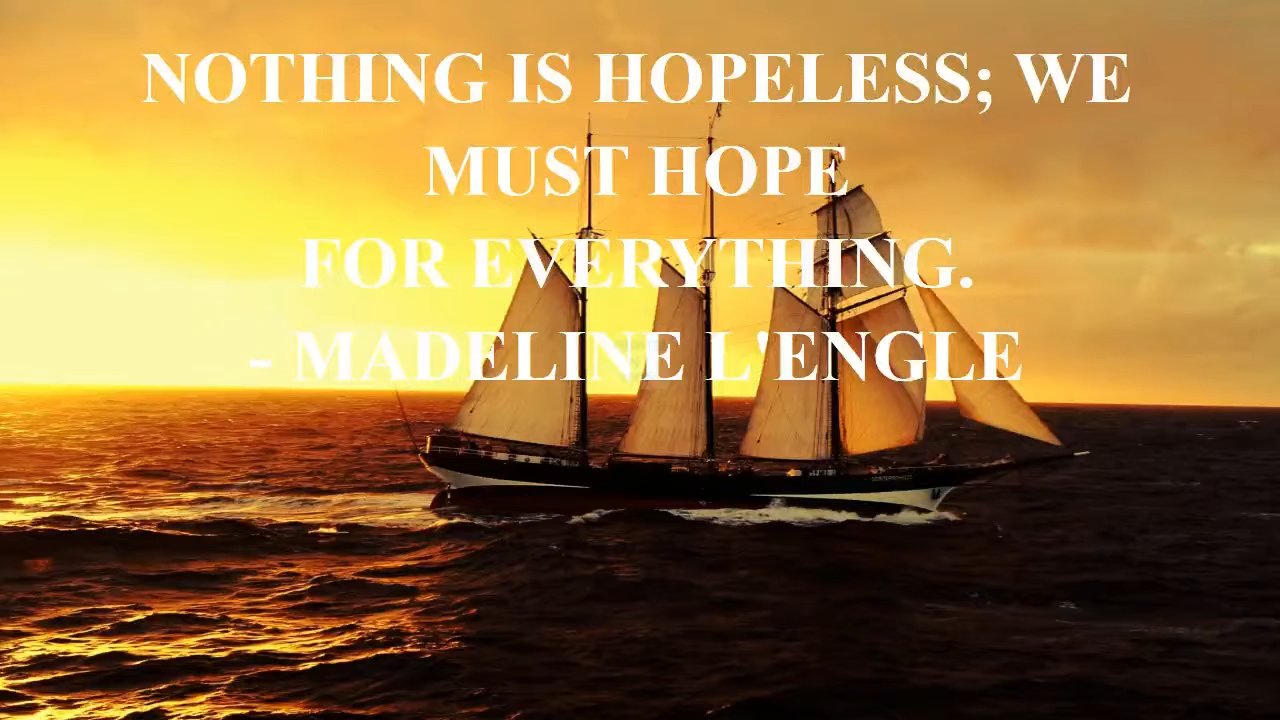 NOTHING IS HOPELESS; WE
MUST HOPE
FOR EVERYTHING.
- MADELINE L'ENGLE